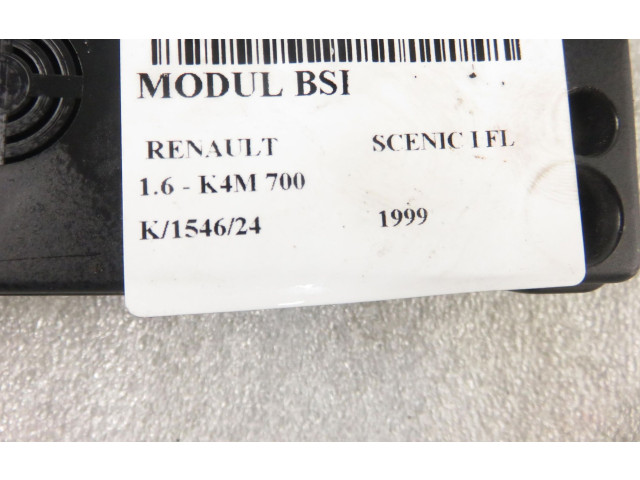 MODUL BSI
RENAULT SCENIC I FL
1.6 - K4M 700
K/1546/24 1999